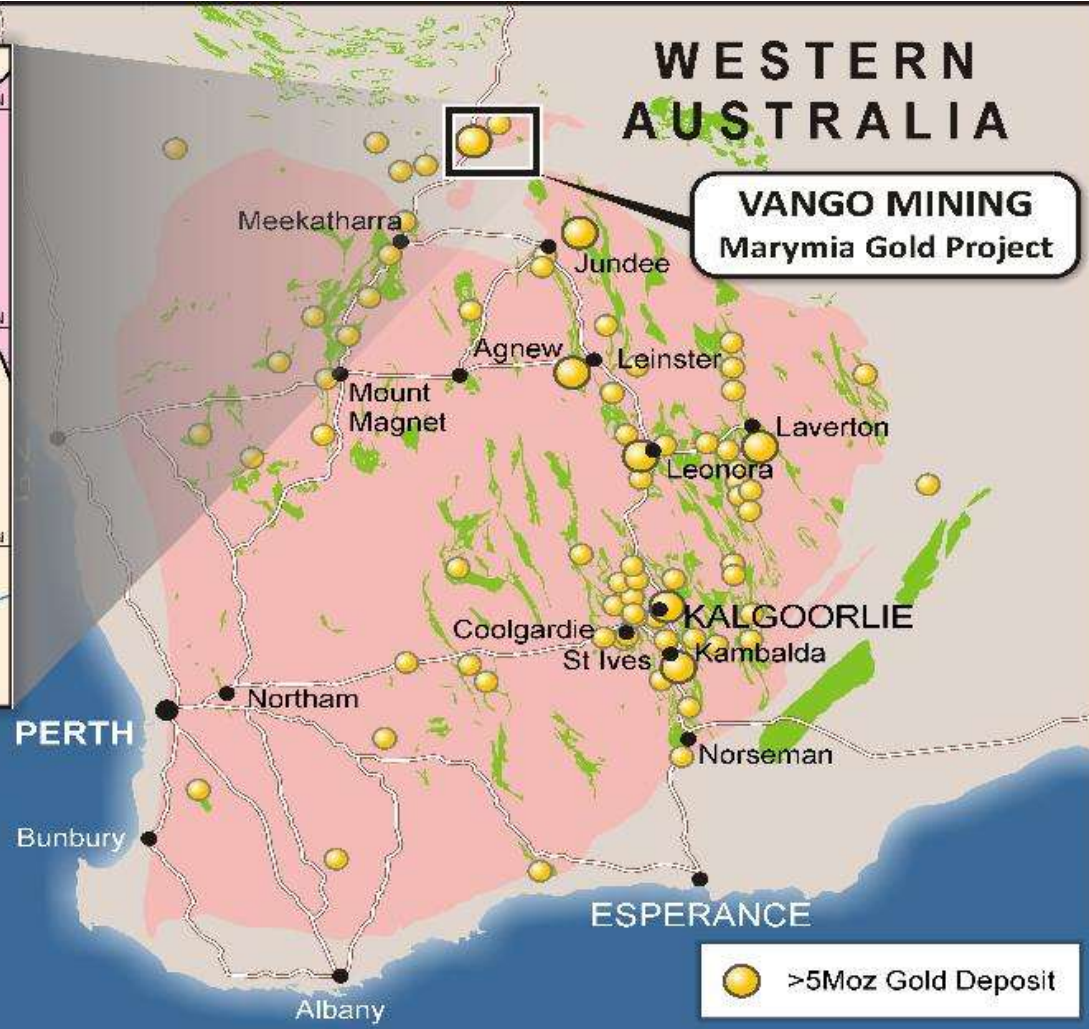 WESTERN
AUSTRALIA
VANGO MINING
Marymia Gold Project
Meekatharra
Jundee
Agnew
Leinster
Mount
Magnet
Laverton
Leonora
KALGOORLIE
Coolgardie
St Ives
Kambalda
Northam
PERTH
Norseman
Bunbury
ESPERANCE
>5Moz Gold Deposit
Albany